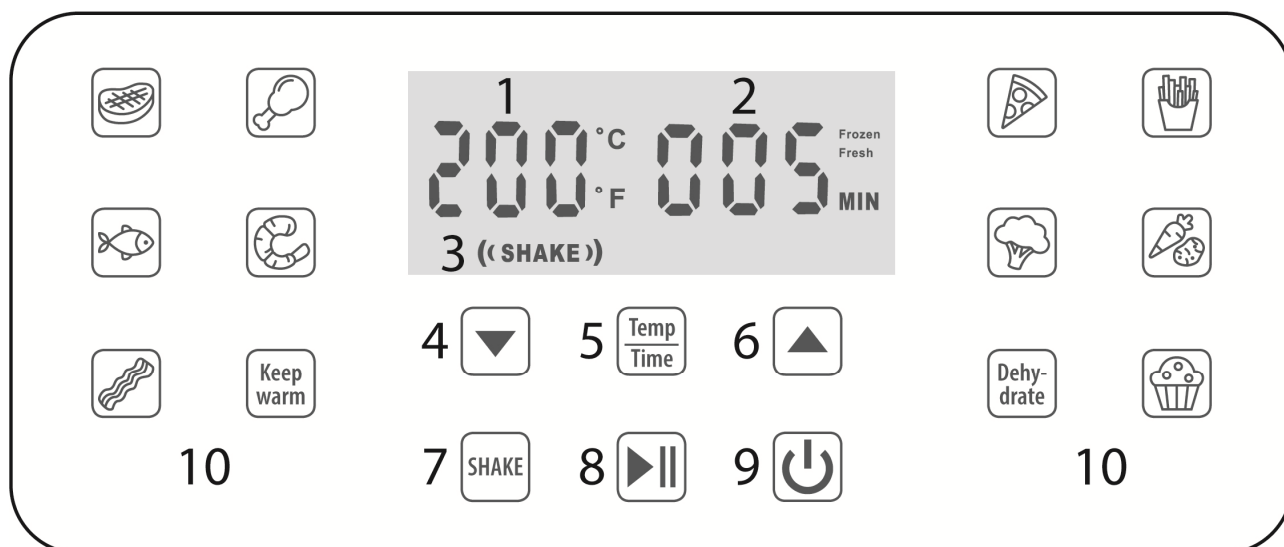 1 2
200 °C 005 Frozen
Fresh
°F MIN
3 ((SHAKE))
4 5 Temp 6
Time
Keep
warm
Dehy-
drate
10 7 SHAKE 8 9 10